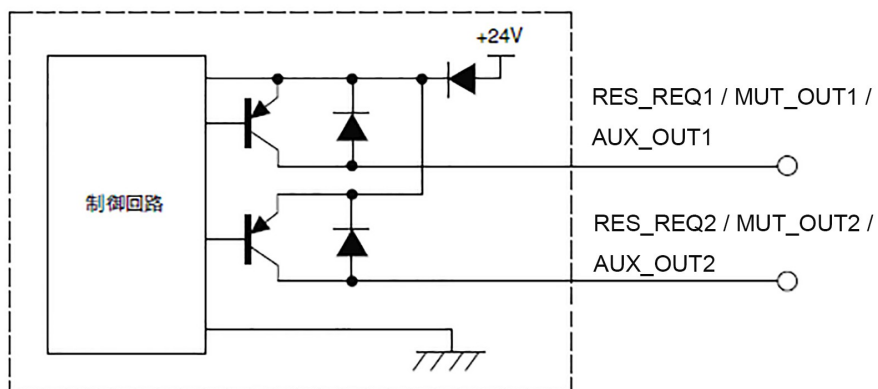 +24V
RES_REQ1 / MUT_OUT1 /
AUX_OUT1
制御回路
RES_REQ2 / MUT_OUT2 /
AUX_OUT2